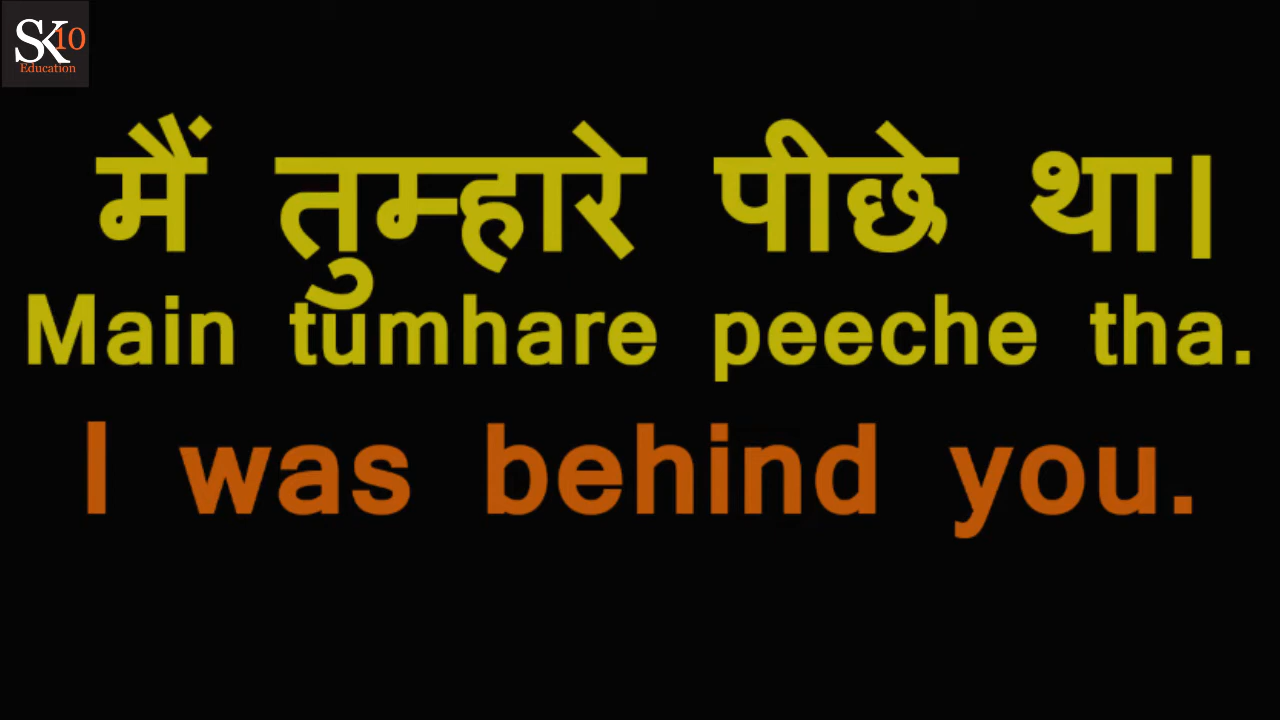 SK10
Education
मैं तुम्हारे पीछे था।
Main tumhare peeche tha.
I was behind you.